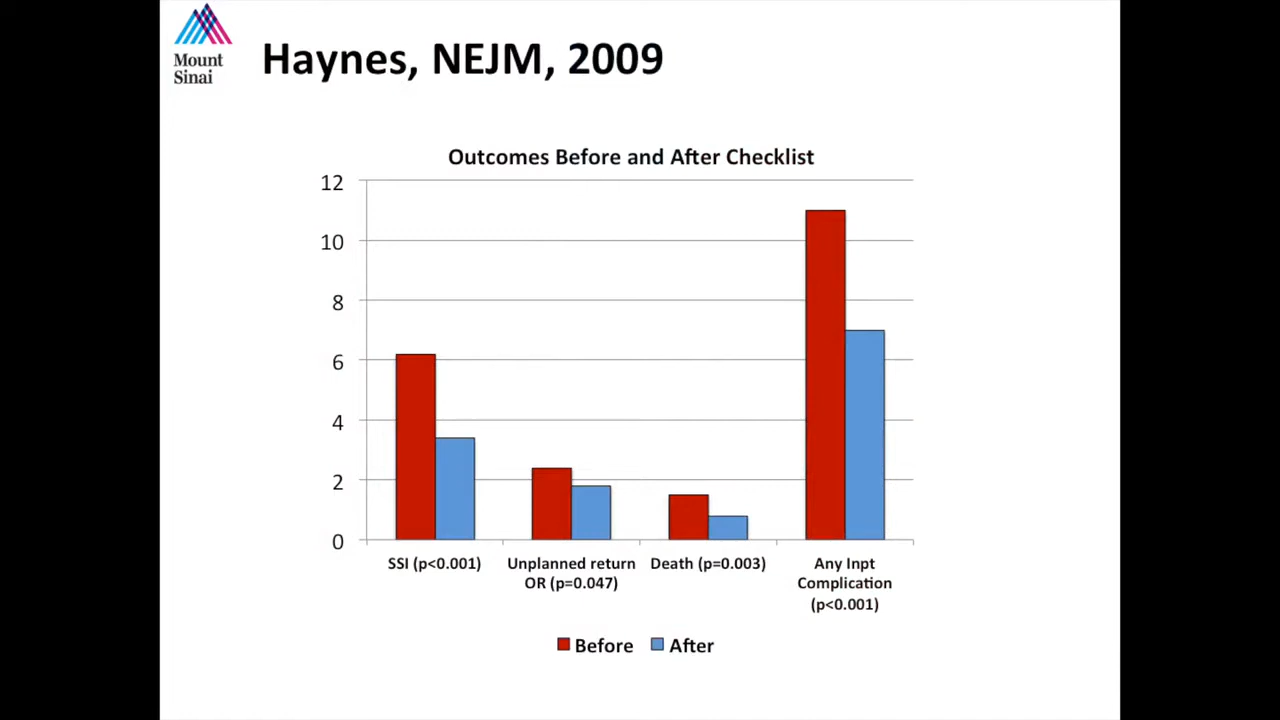 Mount
Sinai
Haynes, NEJM, 2009
Outcomes Before and After Checklist
12
10
8
6
4
2
0
SSI (p<0.001)
Unplanned return
OR (p=0.047)
Death (p=0.003)
Any Inpt
Complication
(p<0.001)
Before
After